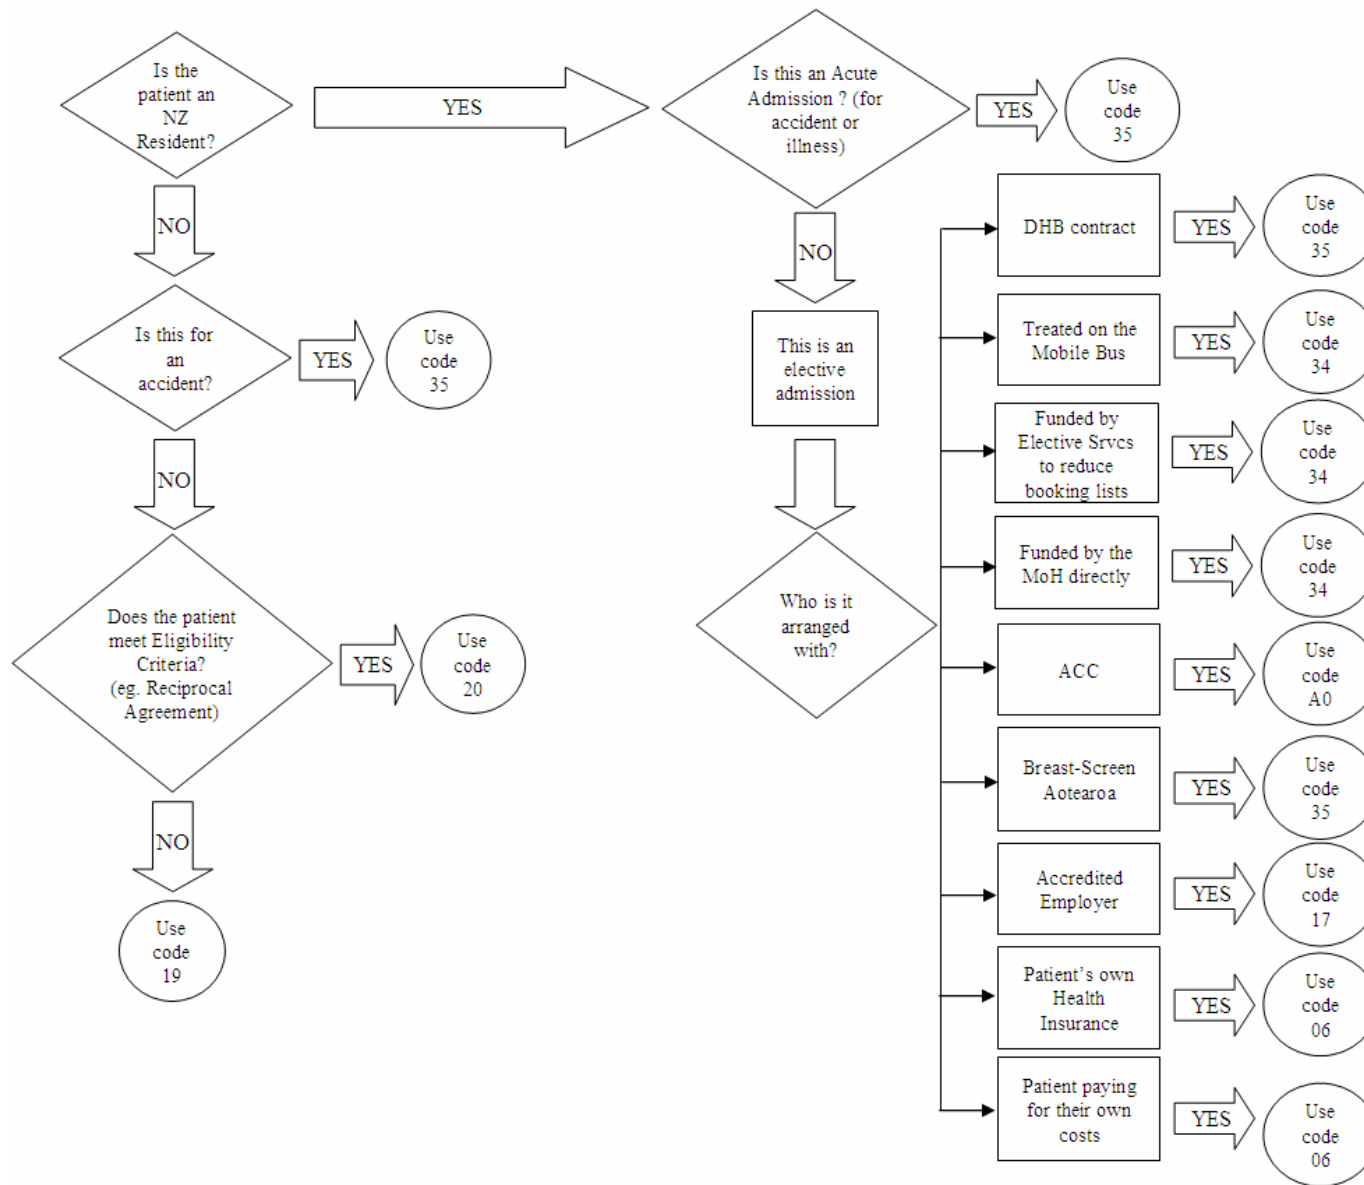 Is the
patient an
NZ
Resident?
YES
Is this an Acute
Admission ? (for
accident or
illness)
YES
Use
code
35
NO
Is this for
an
accident?
YES
Use
code
35
NO
Does the patient
meet Eligibility
Criteria?
(eg. Reciprocal
Agreement)
YES
Use
code
20
NO
Use
code
19
NO
This is an
elective
admission
Who is it
arranged
with?
DHB contract
YES
Use
code
35
Treated on the
Mobile Bus
YES
Use
code
34
Funded by
Elective Srvcs
to reduce
booking lists
YES
Use
code
34
Funded by the
MoH directly
YES
Use
code
34
ACC
YES
Use
code
A0
Breast-Screen
Aotearoa
YES
Use
code
35
Accredited
Employer
YES
Use
code
17
Patient’s own
Health
Insurance
YES
Use
code
06
Patient paying
for their own
costs
YES
Use
code
06